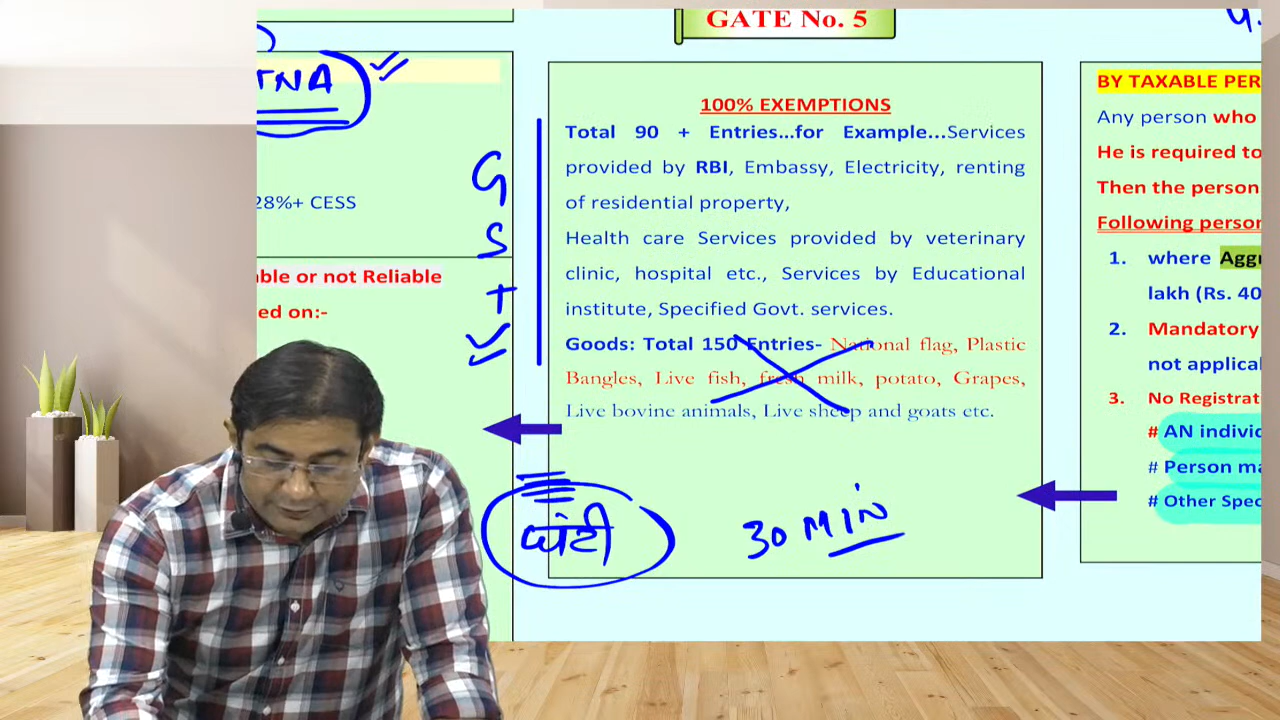 GATE No. 5
TNA
28%+ CESS
ble or not Reliable
ed on:-
G
S
T
100% EXEMPTIONS
Total 90 + Entries...for Example...Services
provided by RBI, Embassy, Electricity, renting
of residential property,
Health care Services provided by veterinary
clinic, hospital etc., Services by Educational
institute, Specified Govt. services.
Goods: Total 150 Entries- National flag, Plastic
Bangles, Live fish, fresh milk, potato, Grapes,
Live bovine animals, Live sheep and goats etc.
30 MiN
BY TAXABLE PER
Any person who
He is required to
Then the person
Following person
1. where Aggr
lakh (Rs. 40
2. Mandatory
not applical
3. No Registrat
# AN individ
# Person ma
# Other Spec